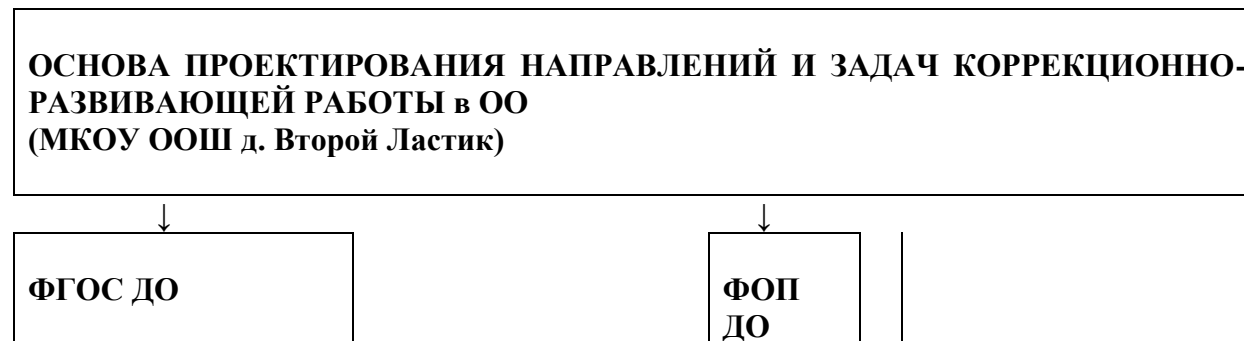 ОСНОВА ПРОЕКТИРОВАНИЯ НАПРАВЛЕНИЙ И ЗАДАЧ КОРРЕКЦИОННО-
РАЗВИВАЮЩЕЙ РАБОТЫ в ОО
(МКОУ ООШ д. Второй Ластик)
↓ ↓
ФГОС ДО ФОП
ДО